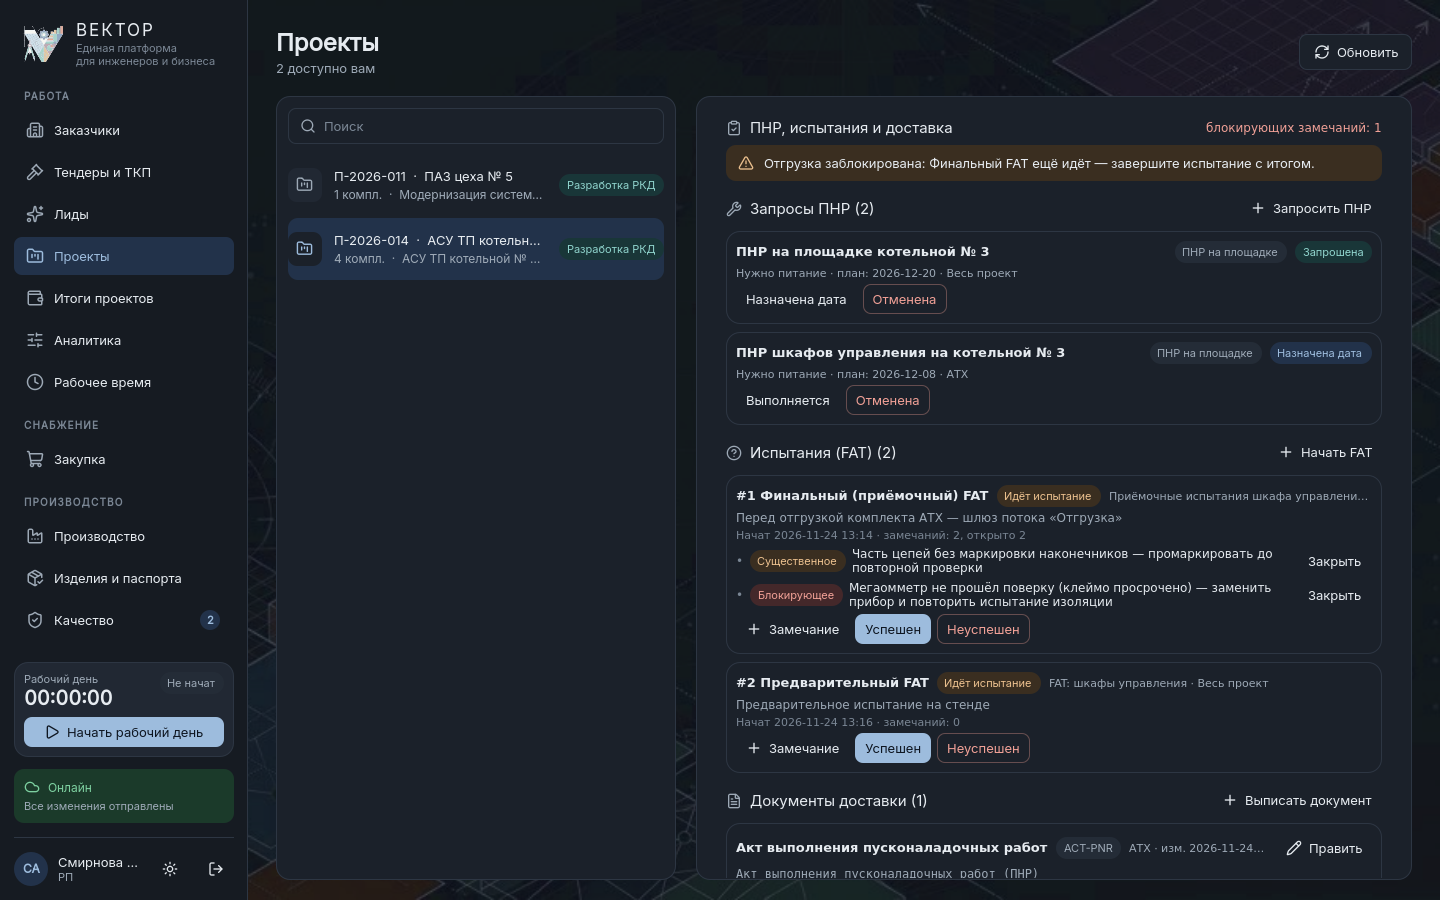 ВЕКТОР
Единая платформа
для инженеров и бизнеса
РАБОТА
Заказчики
Тендеры и ТКП
Лиды
Проекты
Итоги проектов
Аналитика
Рабочее время
СНАБЖЕНИЕ
Закупка
ПРОИЗВОДСТВО
Производство
Изделия и паспорта
Качество 2
Рабочий день
00:00:00
Не начат
Начать рабочий день
Онлайн
Все изменения отправлены
СА
Смирнова ...
РП
Проекты
2 доступно вам
Обновить
Поиск
П-2026-011 · ПАЗ цеха № 5
1 компл. · Модернизация систем...
Разработка РКД
П-2026-014 · АСУ ТП котельн...
4 компл. · АСУ ТП котельной № ...
Разработка РКД
ПНР, испытания и доставка
блокирующих замечаний: 1
Отгрузка заблокирована: Финальный FAT ещё идёт — завершите испытание с итогом.
Запросы ПНР (2)
Запросить ПНР
ПНР на площадке котельной № 3
ПНР на площадке
Запрошена
Нужно питание · план: 2026-12-20 · Весь проект
Назначена дата
Отменена
ПНР шкафов управления на котельной № 3
ПНР на площадке
Назначена дата
Нужно питание · план: 2026-12-08 · АТХ
Выполняется
Отменена
Испытания (FAT) (2)
Начать FAT
#1 Финальный (приёмочный) FAT
Идёт испытание
Приёмочные испытания шкафа управлени...
Перед отгрузкой комплекта АТХ — шлюз потока «Отгрузка»
Начат 2026-11-24 13:14 · замечаний: 2, открыто 2
• Существенное
Часть цепей без маркировки наконечников — промаркировать до
повторной проверки
Закрыть
• Блокирующее
Мегаомметр не прошёл поверку (клеймо просрочено) — заменить
прибор и повторить испытание изоляции
Закрыть
Замечание
Успешен
Неуспешен
#2 Предварительный FAT
Идёт испытание
FAT: шкафы управления · Весь проект
Предварительное испытание на стенде
Начат 2026-11-24 13:16 · замечаний: 0
Замечание
Успешен
Неуспешен
Документы доставки (1)
Выписать документ
Акт выполнения пусконаладочных работ
ACT-PNR
АТХ · изм. 2026-11-24...
Править
Акт выполнения пусконаладочных работ (ПНР)